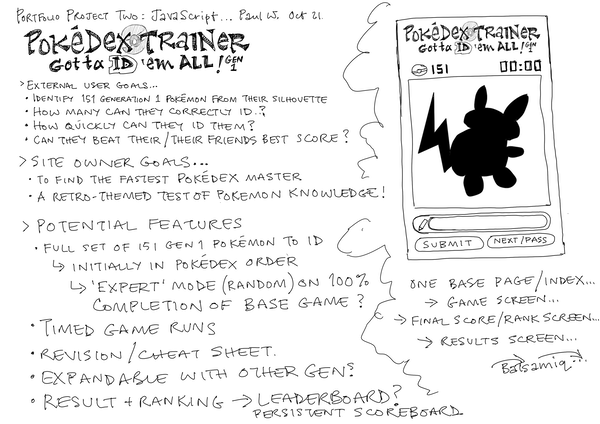 PORTFOLIO PROJECT TWO: JAVASCRIPT... PAUL W. OCT 21.
POKÉDEX TRAINER
GOTTA ID 'EM ALL! GEN 1
> EXTERNAL USER GOALS...
• IDENTIFY 151 GENERATION 1 POKÉMON FROM THEIR SILHOUETTE
• HOW MANY CAN THEY CORRECTLY ID..?
• HOW QUICKLY CAN THEY ID THEM?
• CAN THEY BEAT THEIR/THEIR FRIENDS BEST SCORE?
> SITE OWNER GOALS...
• TO FIND THE FASTEST POKÉDEX MASTER
• A RETRO-THEMED TEST OF POKEMON KNOWLEDGE!
> POTENTIAL FEATURES
• FULL SET OF 151 GEN 1 POKÉMON TO ID
↳ INITIALLY IN POKÉDEX ORDER
↳ 'EXPERT' MODE (RANDOM) ON 100%
COMPLETION OF BASE GAME?
• TIMED GAME RUNS
• REVISION/CHEAT SHEET.
• EXPANDABLE WITH OTHER GENS?
• RESULT + RANKING → LEADERBOARD?
PERSISTENT SCOREBOARD
POKÉDEX TRAINER
GOTTA ID 'EM ALL! GEN 1
151 00:00
SUBMIT NEXT/PASS
ONE BASE PAGE/INDEX...
→ GAME SCREEN...
→ FINAL SCORE/RANK SCREEN...
→ RESULTS SCREEN...
Balsamiq...